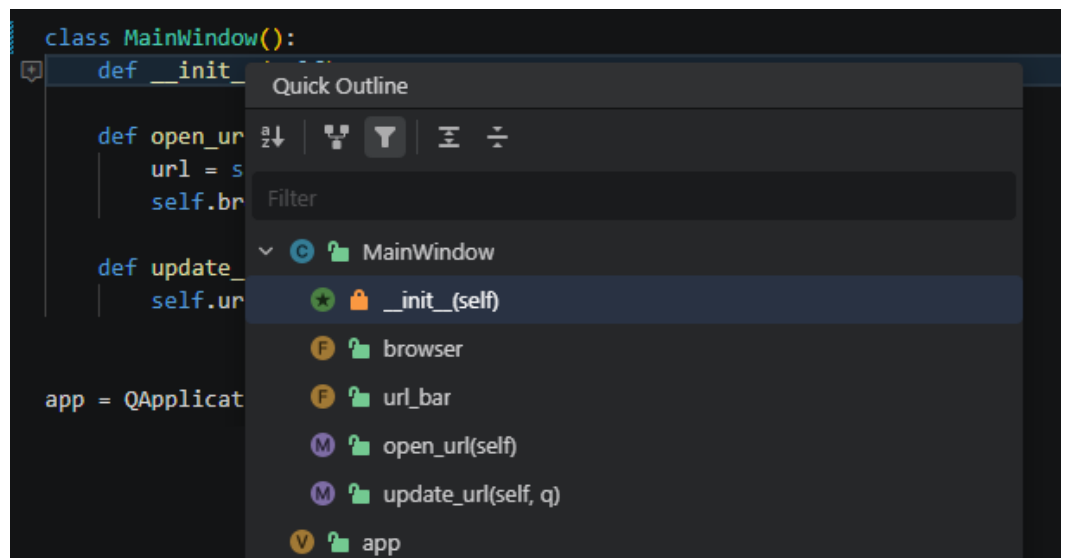 class MainWindow():
def __init_
Quick Outline
def open_ur
url = s
self.br
Filter
MainWindow
def update_
self.ur
__init__(self)
browser
url_bar
app = QApplicat
open_url(self)
update_url(self, q)
app